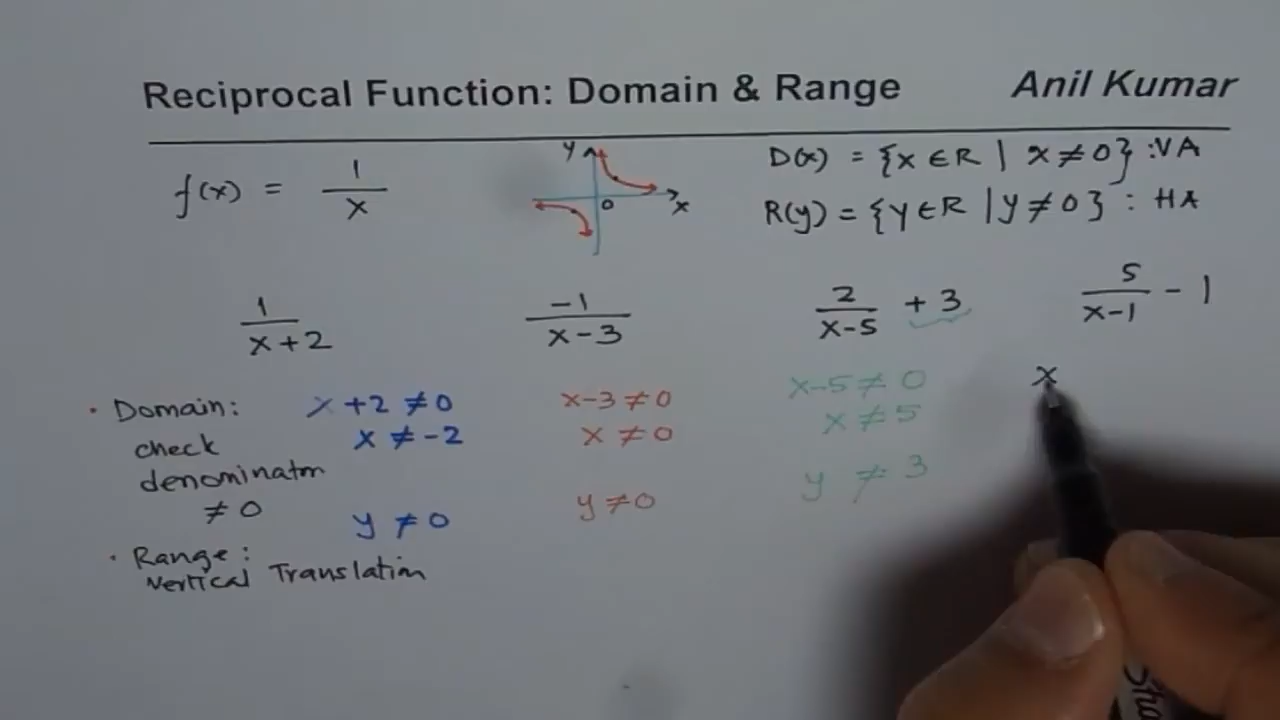 Reciprocal Function: Domain & Range Anil Kumar
f(x) = 1/x
y
x
0
D(x) = {x ∈ R | x ≠ 0} : VA
R(y) = {y ∈ R | y ≠ 0} : HA
1/(x+2)
-1/(x-3)
2/(x-5) + 3
5/(x-1) - 1
• Domain: x+2 ≠ 0 x-3 ≠ 0 x-5 ≠ 0 x
check x ≠ -2 x ≠ 0 x ≠ 5
denominator
≠ 0 y ≠ 0 y ≠ 0 y ≠ 3
• Range:
Vertical Translation
Sha